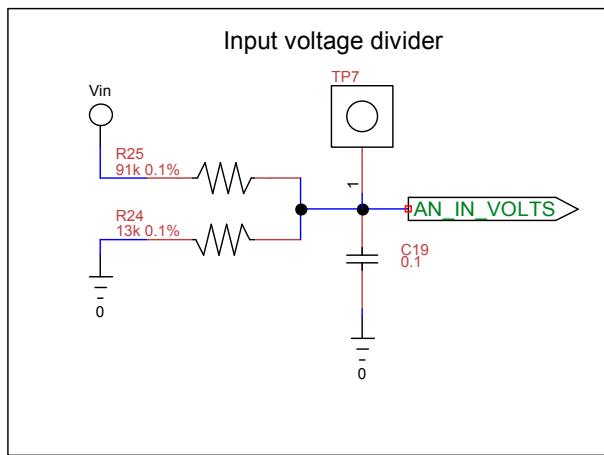 Input voltage divider
TP7
Vin
R25
91k 0.1%
1
R24
13k 0.1%
AN_IN_VOLTS
C19
0.1
0
0